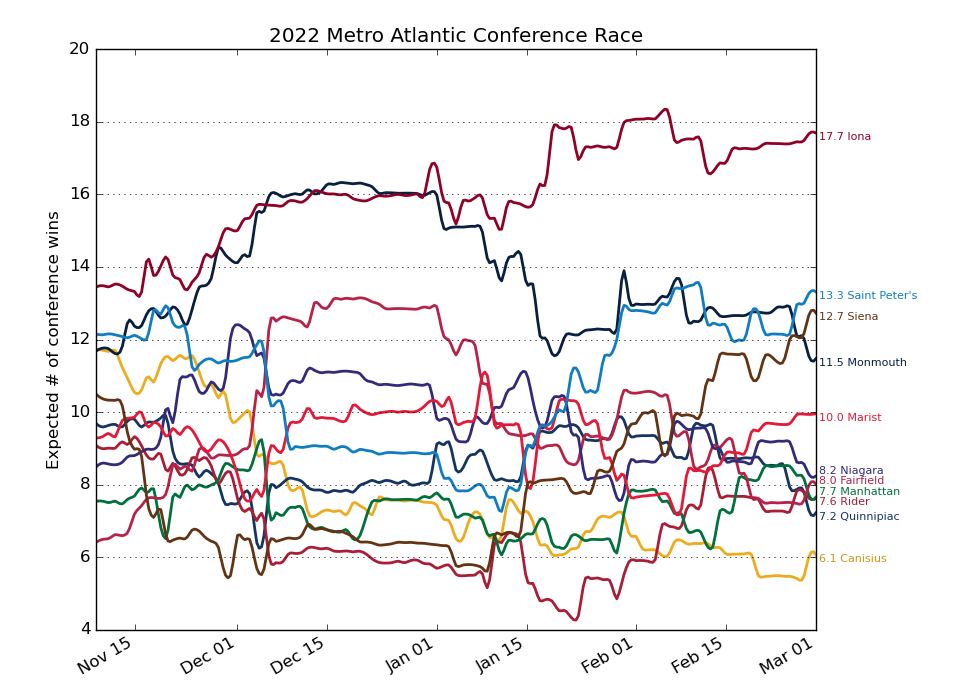 2022 Metro Atlantic Conference Race
Expected # of conference wins
20
18
16
14
12
10
8
6
4
17.7 Iona
13.3 Saint Peter's
12.7 Siena
11.5 Monmouth
10.0 Marist
8.2 Niagara
8.0 Fairfield
7.7 Manhattan
7.6 Rider
7.2 Quinnipiac
6.1 Canisius
Nov 15
Dec 01
Dec 15
Jan 01
Jan 15
Feb 01
Feb 15
Mar 01